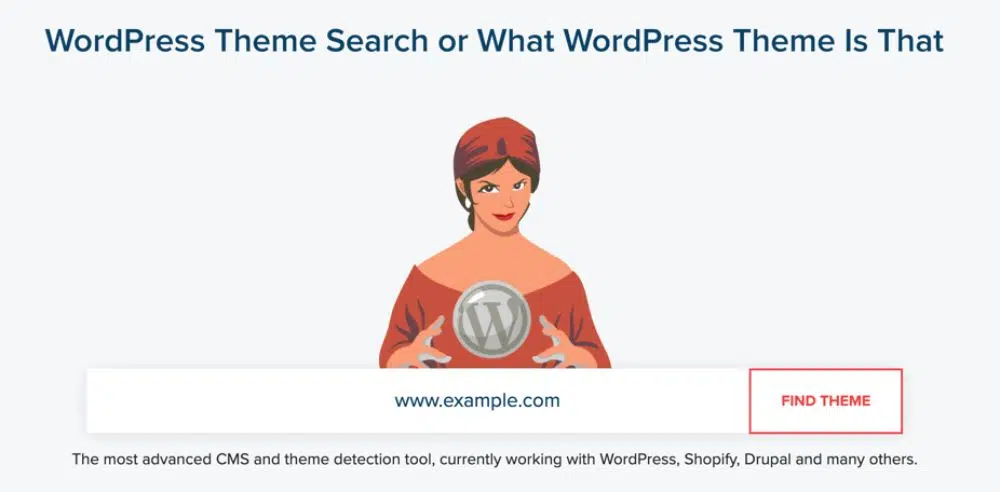 WordPress Theme Search or What WordPress Theme Is That
www.example.com
FIND THEME
The most advanced CMS and theme detection tool, currently working with WordPress, Shopify, Drupal and many others.